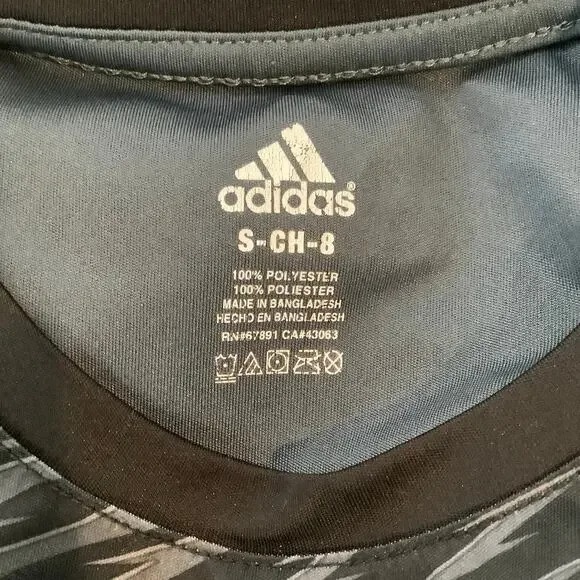 adidas®
S-CH-8
100% POLYESTER
100% POLIESTER
MADE IN BANGLADESH
HECHO EN BANGLADESH
RN#67891 CA#43063